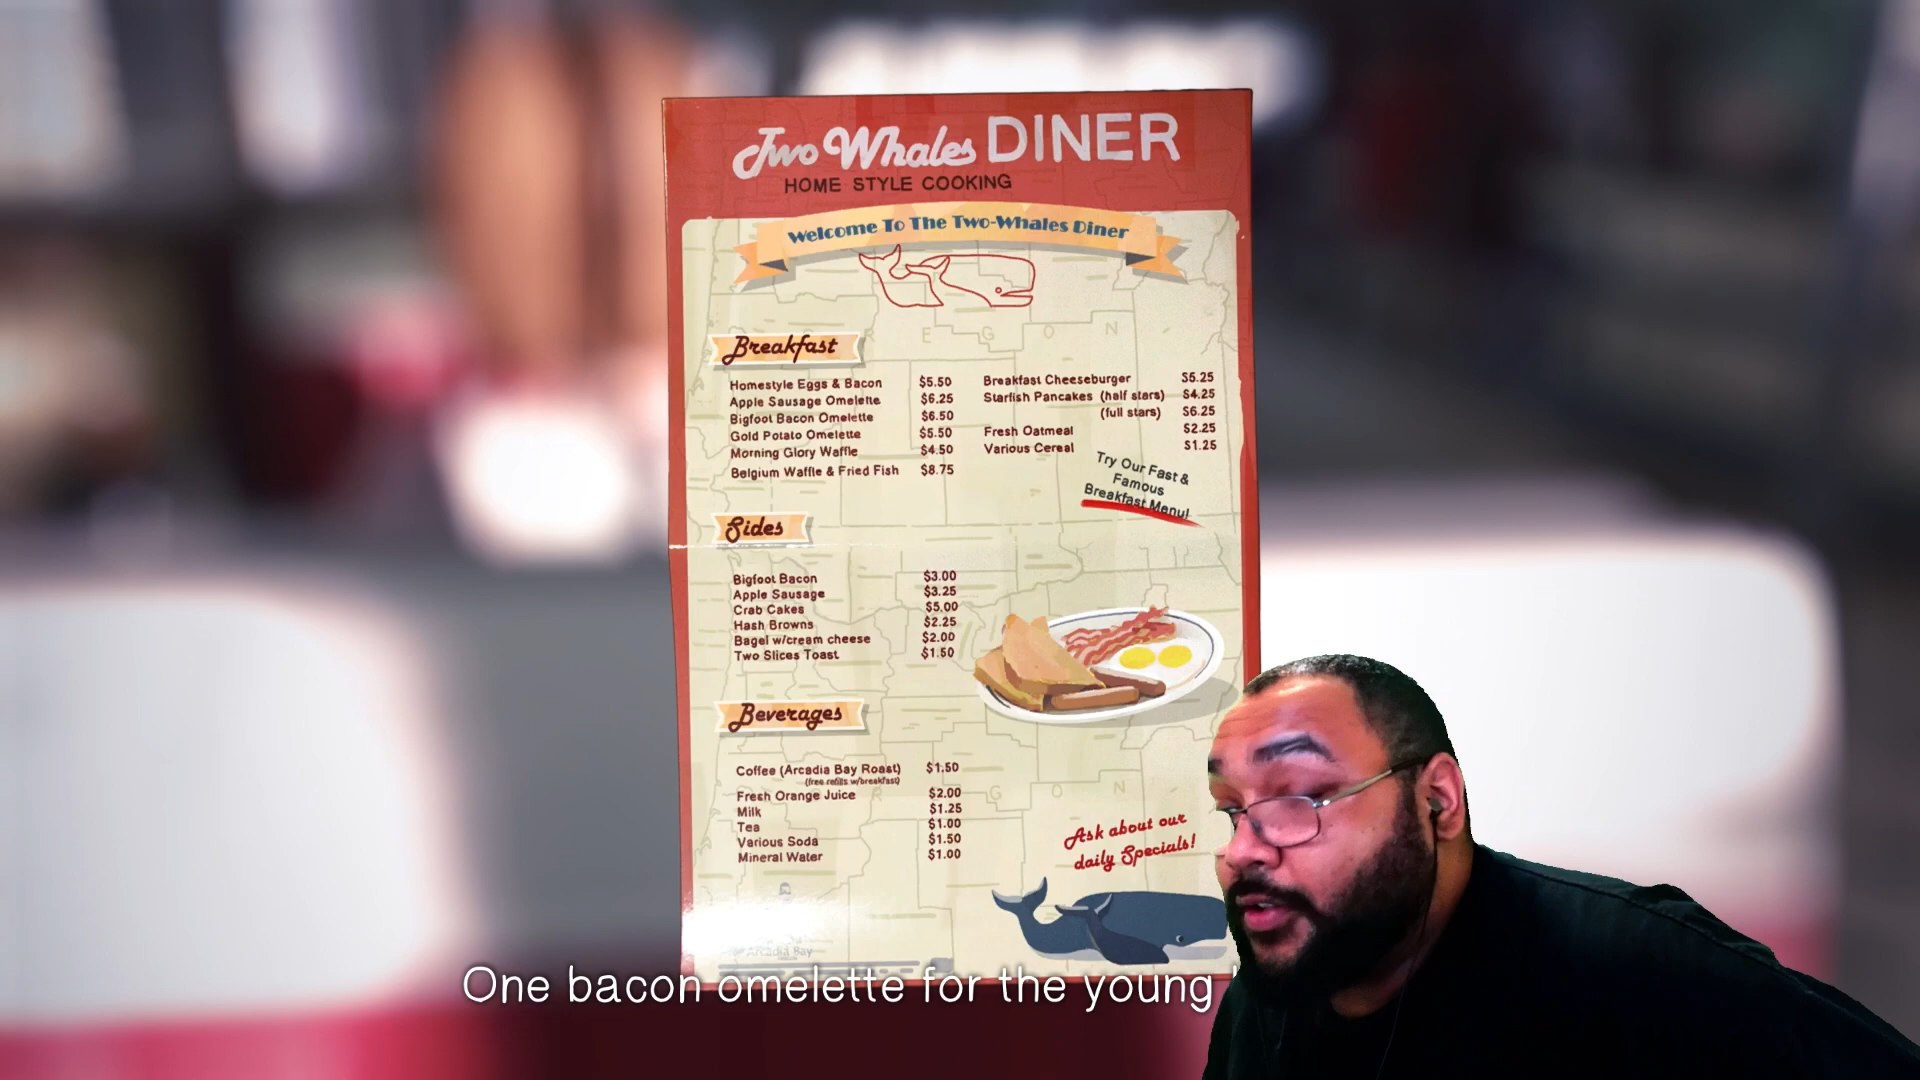 Two Whales DINER
HOME STYLE COOKING
Welcome To The Two-Whales Diner
E G O N
Breakfast
Homestyle Eggs & Bacon $5.50
Apple Sausage Omelette $6.25
Bigfoot Bacon Omelette $6.50
Gold Potato Omelette $5.50
Morning Glory Waffle $4.50
Belgium Waffle & Fried Fish $8.75
Breakfast Cheeseburger $5.25
Starfish Pancakes (half stars) $4.25
(full stars) $6.25
Fresh Oatmeal $2.25
Various Cereal $1.25
Try Our Fast &
Famous
Breakfast Menu!
Sides
Bigfoot Bacon $3.00
Apple Sausage $3.25
Crab Cakes $5.00
Hash Browns $2.25
Bagel w/cream cheese $2.00
Two Slices Toast $1.50
Beverages
Coffee (Arcadia Bay Roast) $1.50
(free refills w/breakfast)
Fresh Orange Juice $2.00
Milk $1.25
Tea $1.00
Various Soda $1.50
Mineral Water $1.00
G O N
Ask about our
daily Specials!
Arcadia Bay
One bacon omelette for the young